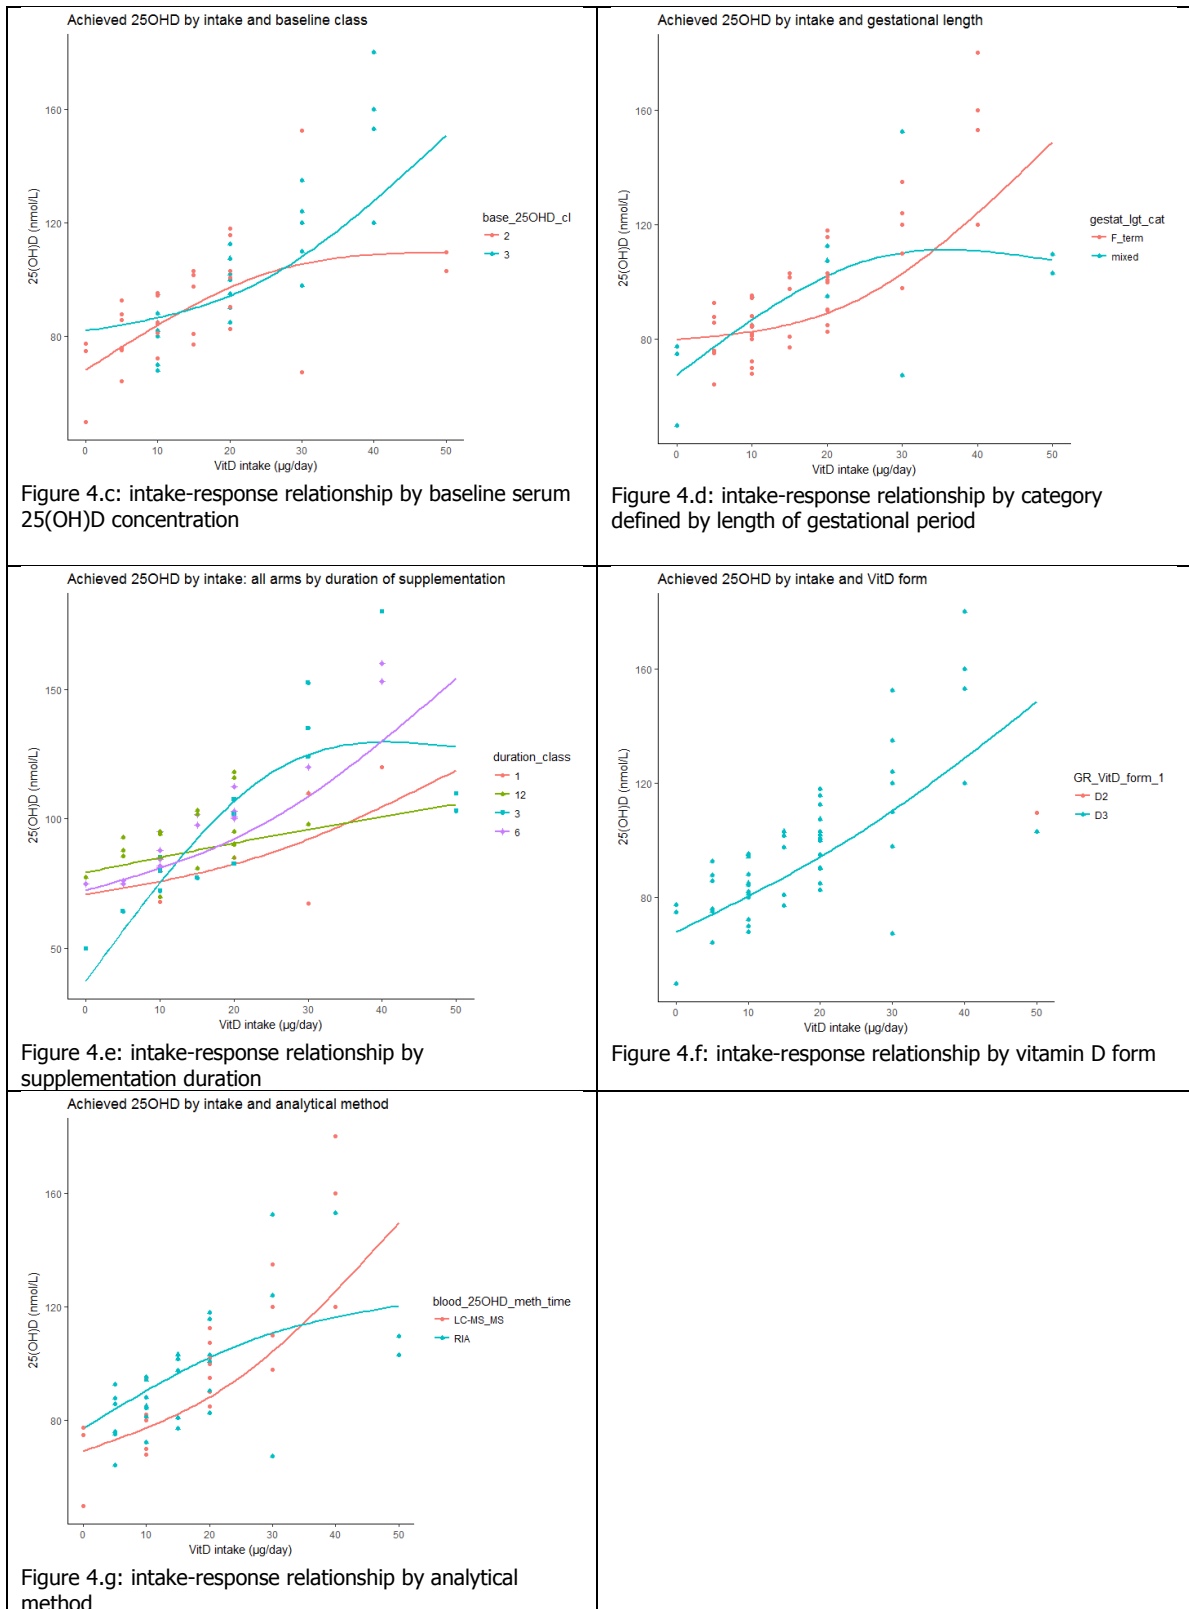 Achieved 25OHD by intake and baseline class
160
120
80
25(OH)D (nmol/L)
0 10 20 30 40 50
VitD intake (µg/day)
base_25OHD_cl
2
3
Figure 4.c: intake-response relationship by baseline serum
25(OH)D concentration
Achieved 25OHD by intake and gestational length
160
120
80
25(OH)D (nmol/L)
0 10 20 30 40 50
VitD intake (µg/day)
gestat_lgt_cat
F_term
mixed
Figure 4.d: intake-response relationship by category
defined by length of gestational period
Achieved 25OHD by intake: all arms by duration of supplementation
150
100
50
25(OH)D (nmol/L)
0 10 20 30 40 50
VitD intake (µg/day)
duration_class
1
12
3
6
Figure 4.e: intake-response relationship by
supplementation duration
Achieved 25OHD by intake and VitD form
160
120
80
25(OH)D (nmol/L)
0 10 20 30 40 50
VitD intake (µg/day)
GR_VitD_form_1
D2
D3
Figure 4.f: intake-response relationship by vitamin D form
Achieved 25OHD by intake and analytical method
160
120
80
25(OH)D (nmol/L)
0 10 20 30 40 50
VitD intake (µg/day)
blood_25OHD_meth_time
LC-MS_MS
RIA
Figure 4.g: intake-response relationship by analytical
method